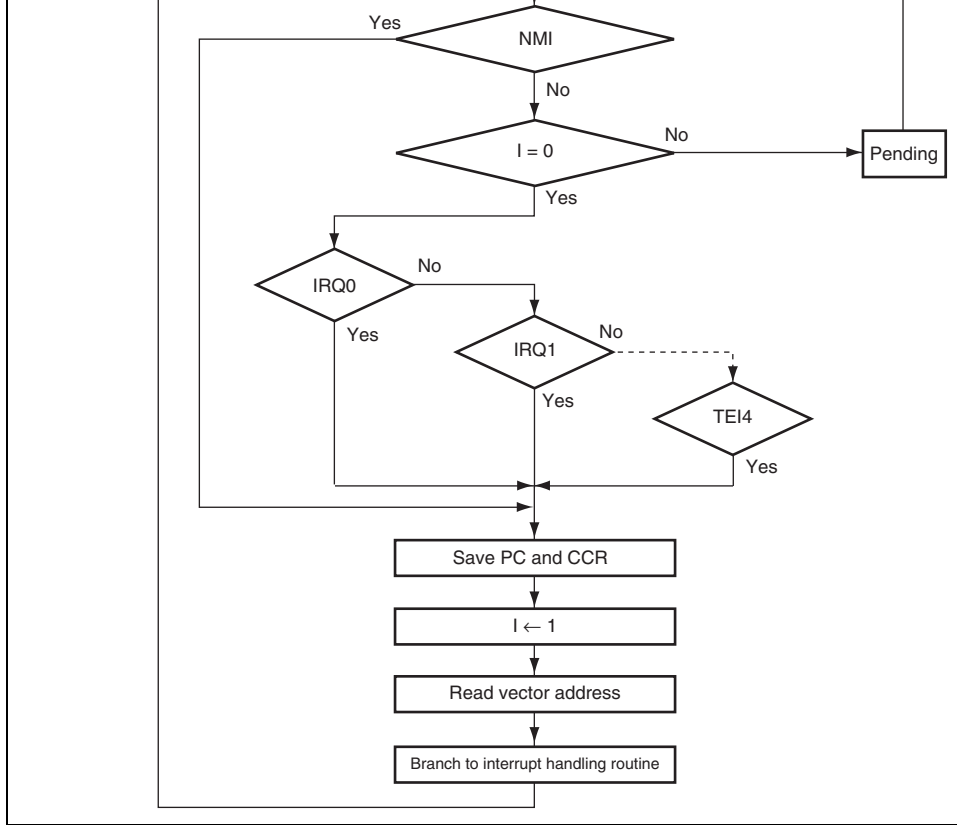 Yes
NMI
No
I = 0
No
Pending
Yes
IRQ0
No
Yes
IRQ1
No
Yes
TEI4
Yes
Save PC and CCR
I ← 1
Read vector address
Branch to interrupt handling routine